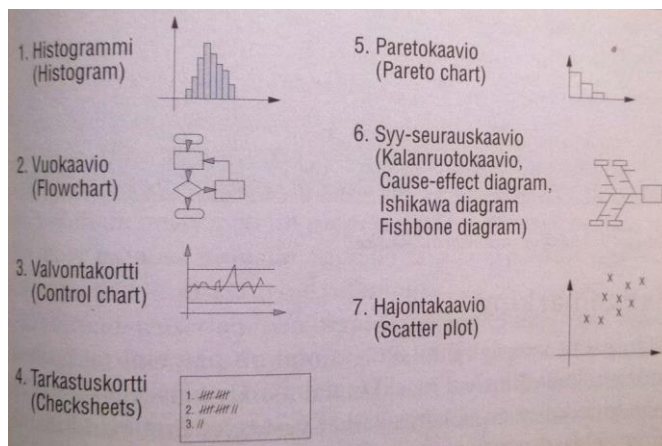 1. Histogrammi
(Histogram)
2. Vuokaavio
(Flowchart)
3. Valvontakortti
(Control chart)
4. Tarkastuskortti
(Checksheets)
1.
2.
3.
5. Paretokaavio
(Pareto chart)
6. Syy-seurauskaavio
(Kalanruotokaavio,
Cause-effect diagram,
Ishikawa diagram
Fishbone diagram)
7. Hajontakaavio
(Scatter plot)